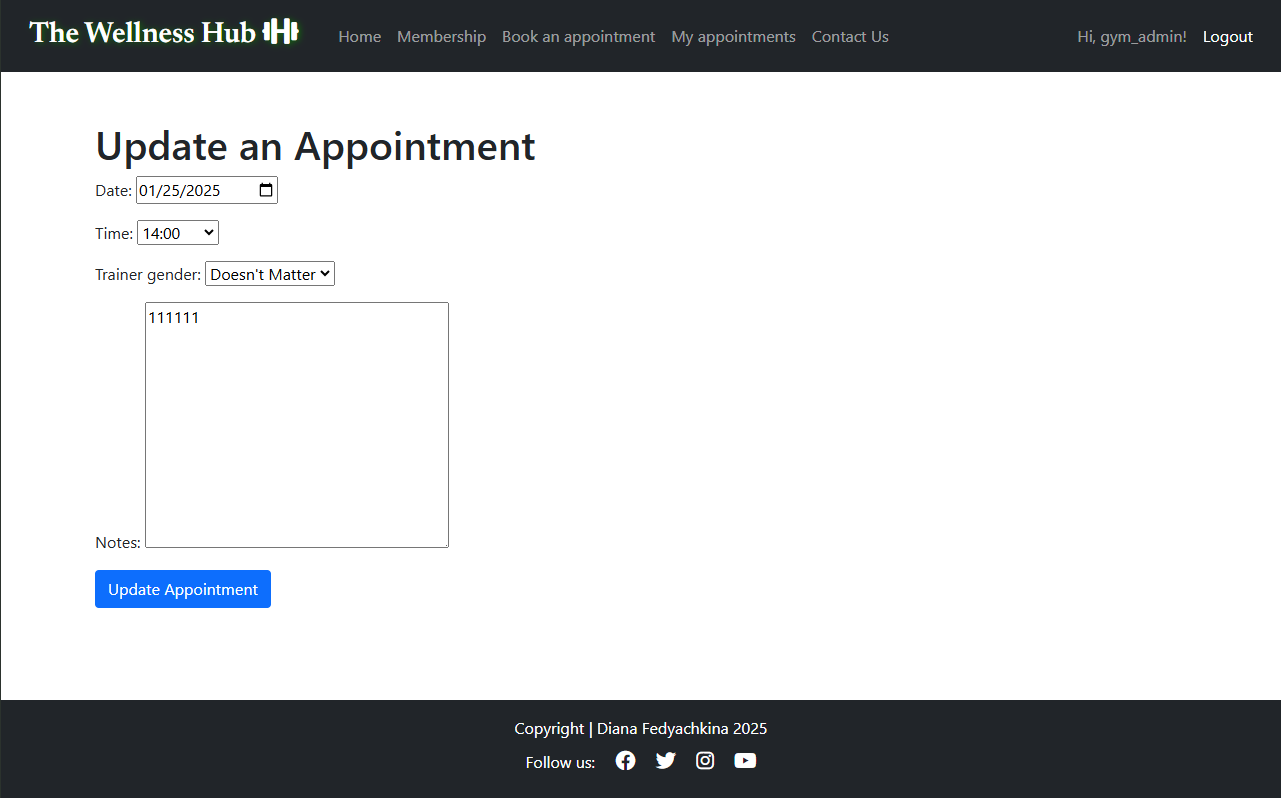 The Wellness Hub
Home Membership Book an appointment My appointments Contact Us Hi, gym_admin! Logout
Update an Appointment
Date: 01/25/2025
Time: 14:00
Trainer gender: Doesn't Matter
111111
Notes:
Update Appointment
Copyright | Diana Fedyachkina 2025
Follow us: